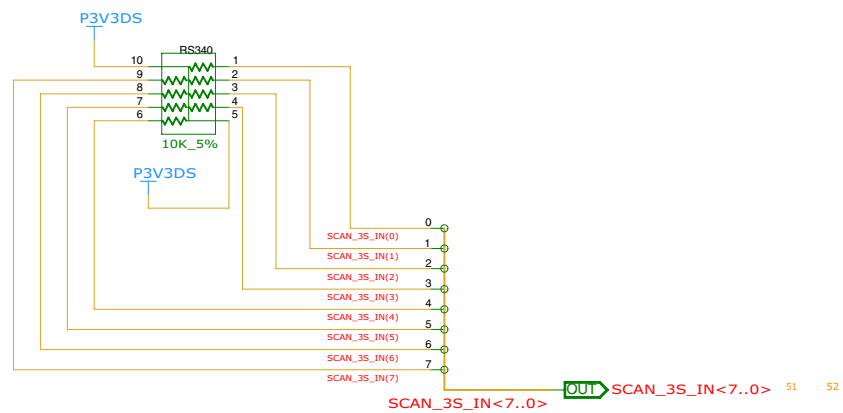 P3V3DS
RS340
10 1
9 2
8 3
7 4
6 5
10K_5%
P3V3DS
0
SCAN_3S_IN(0)
1
SCAN_3S_IN(1)
2
SCAN_3S_IN(2)
3
SCAN_3S_IN(3)
4
SCAN_3S_IN(4)
5
SCAN_3S_IN(5)
6
SCAN_3S_IN(6)
7
SCAN_3S_IN(7)
OUT SCAN_3S_IN<7..0> 51 52
SCAN_3S_IN<7..0>